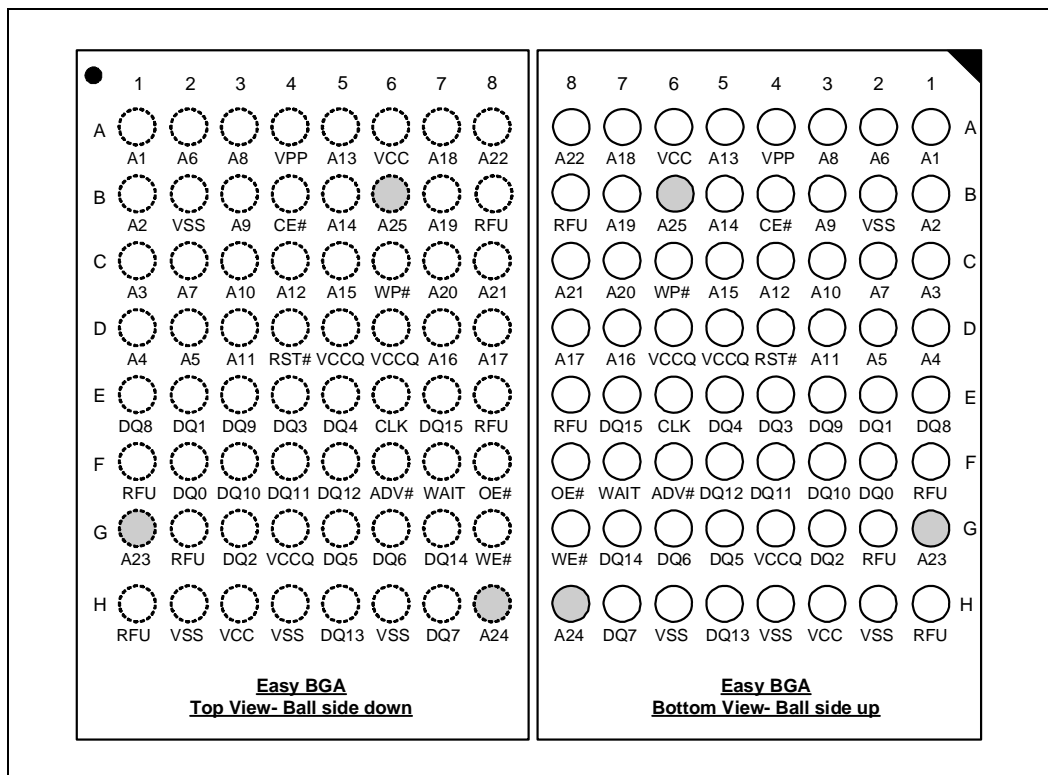 1 2 3 4 5 6 7 8
A
A1 A6 A8 VPP A13 VCC A18 A22
B
A2 VSS A9 CE# A14 A25 A19 RFU
C
A3 A7 A10 A12 A15 WP# A20 A21
D
A4 A5 A11 RST# VCCQ VCCQ A16 A17
E
DQ8 DQ1 DQ9 DQ3 DQ4 CLK DQ15 RFU
F
RFU DQ0 DQ10 DQ11 DQ12 ADV# WAIT OE#
G
A23 RFU DQ2 VCCQ DQ5 DQ6 DQ14 WE#
H
RFU VSS VCC VSS DQ13 VSS DQ7 A24
Easy BGA
Top View- Ball side down
8 7 6 5 4 3 2 1
A
A22 A18 VCC A13 VPP A8 A6 A1
B
RFU A19 A25 A14 CE# A9 VSS A2
C
A21 A20 WP# A15 A12 A10 A7 A3
D
A17 A16 VCCQ VCCQ RST# A11 A5 A4
E
RFU DQ15 CLK DQ4 DQ3 DQ9 DQ1 DQ8
F
OE# WAIT ADV# DQ12 DQ11 DQ10 DQ0 RFU
G
WE# DQ14 DQ6 DQ5 VCCQ DQ2 RFU A23
H
A24 DQ7 VSS DQ13 VSS VCC VSS RFU
Easy BGA
Bottom View- Ball side up